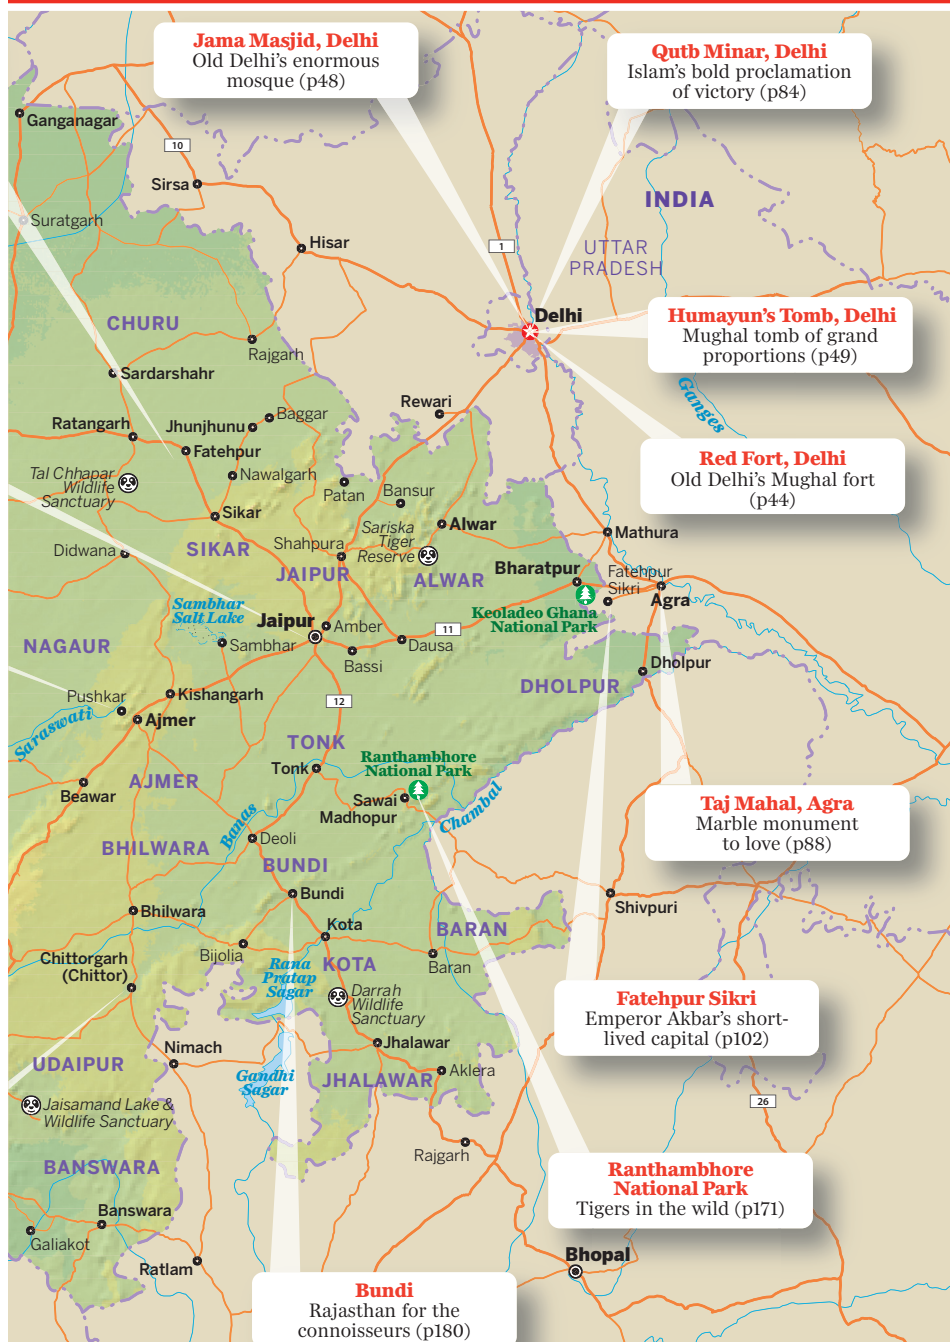 Jama Masjid, Delhi
Old Delhi's enormous
mosque (p48)
Qutb Minar, Delhi
Islam's bold proclamation
of victory (p84)
Ganganagar
10
Sirsa
INDIA
Suratgarh
Hisar
1
UTTAR
PRADESH
Delhi
Humayun's Tomb, Delhi
Mughal tomb of grand
proportions (p49)
CHURU
Rajgarh
Sardarshahr
Ganges
Rewari
Baggar
Ratangarh
Jhunjhunu
Fatehpur
Red Fort, Delhi
Old Delhi's Mughal fort
(p44)
Tal Chhapar
Wildlife
Sanctuary
Nawalgarh
Patan
Bansur
Sikar
Alwar
Mathura
Sariska
Tiger
Reserve
Didwana
SIKAR
Shahpura
JAIPUR
ALWAR
Bharatpur
Fatehpur
Sikri
Agra
Sambhar
Salt Lake
Jaipur
Amber
Keoladeo Ghana
National Park
11
NAGAUR
Sambhar
Dausa
Bassi
Dholpur
DHOLPUR
Pushkar
Kishangarh
12
Ajmer
Saraswati
TONK
Ranthambhore
National Park
Tonk
AJMER
Beawar
Sawai
Madhopur
Chambal
Taj Mahal, Agra
Marble monument
to love (p88)
Banas
Deoli
BHILWARA
BUNDI
Bundi
Shivpuri
Bhilwara
Kota
BARAN
Bijolia
Baran
Chittorgarh
(Chittor)
Rana
Pratap
Sagar
KOTA
Darrah
Wildlife
Sanctuary
Fatehpur Sikri
Emperor Akbar's short-
lived capital (p102)
Nimach
Jhalawar
UDAIPUR
Gandhi
Sagar
JHALAWAR
Aklera
Jaisamand Lake &
Wildlife Sanctuary
26
Rajgarh
BANSWARA
Ranthambhore
National Park
Tigers in the wild (p171)
Banswara
Galiakot
Ratlam
Bhopal
Bundi
Rajasthan for the
connoisseurs (p180)